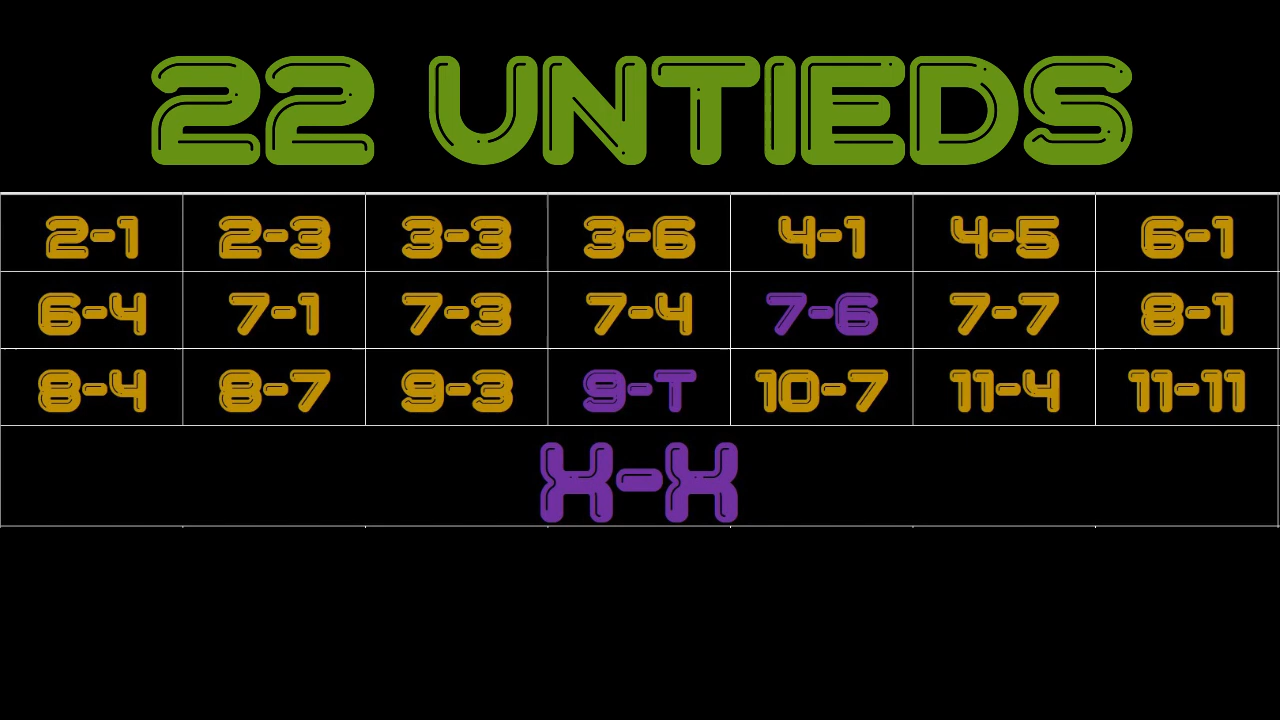 22 UNTIEDS
2-1 2-3 3-3 3-6 4-1 4-5 6-1
6-4 7-1 7-3 7-4 7-6 7-7 8-1
8-4 8-7 9-3 9-T 10-7 11-4 11-11
X-X